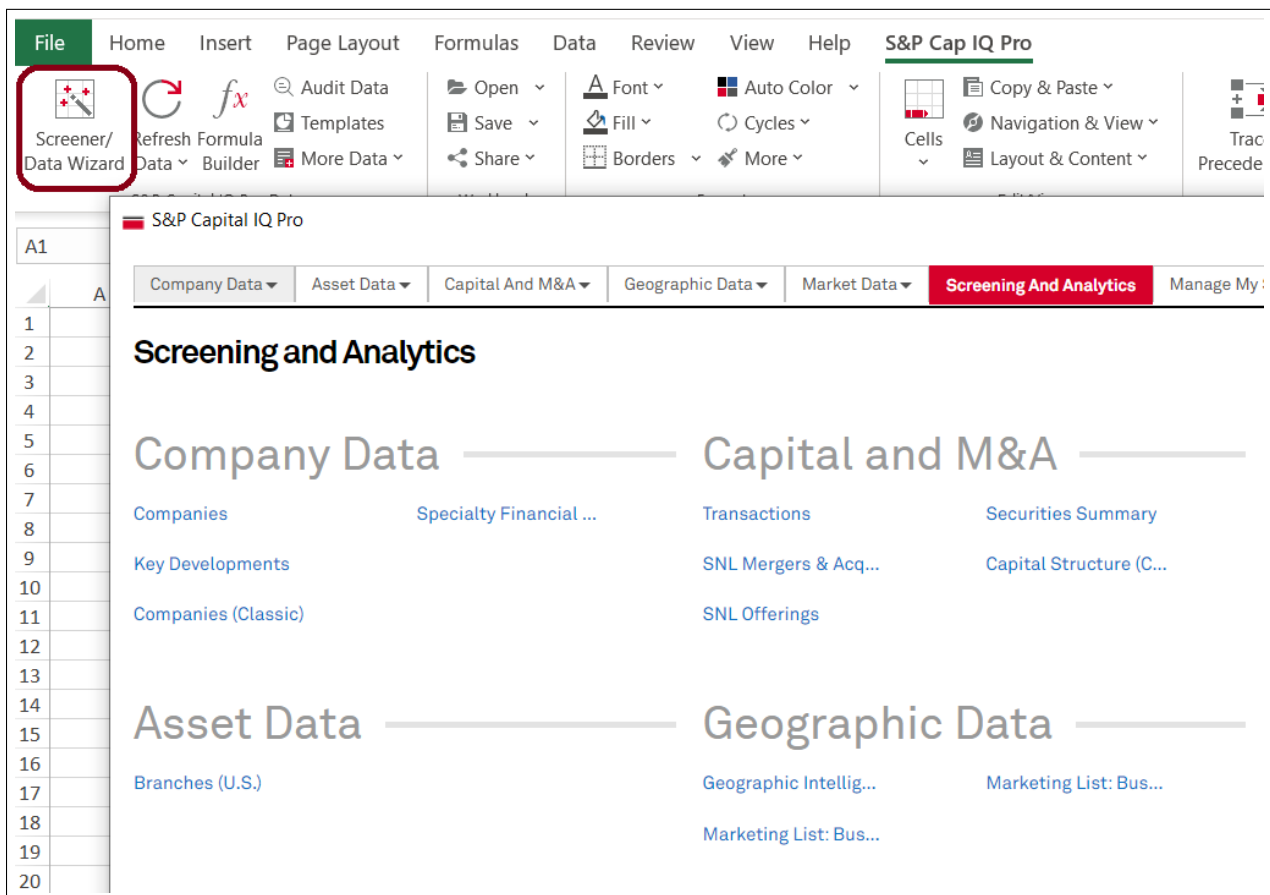 File Home Insert Page Layout Formulas Data Review View Help S&P Cap IQ Pro
Screener/
Data Wizard
Refresh
Data
fx
Formula
Builder
Audit Data
Templates
More Data
Open
Save
Share
A Font
Fill
Borders
Auto Color
Cycles
More
Cells
Copy & Paste
Navigation & View
Layout & Content
A1
S&P Capital IQ Pro
Company Data Asset Data Capital And M&A Geographic Data Market Data Screening And Analytics Manage My
A
1
2
3
4
5
6
7
8
9
10
11
12
13
14
15
16
17
18
19
20
Screening and Analytics
Company Data
Companies Specialty Financial ...
Key Developments
Companies (Classic)
Capital and M&A
Transactions Securities Summary
SNL Mergers & Acq... Capital Structure (C...
SNL Offerings
Asset Data
Branches (U.S.)
Geographic Data
Geographic Intellig... Marketing List: Bus...
Marketing List: Bus...